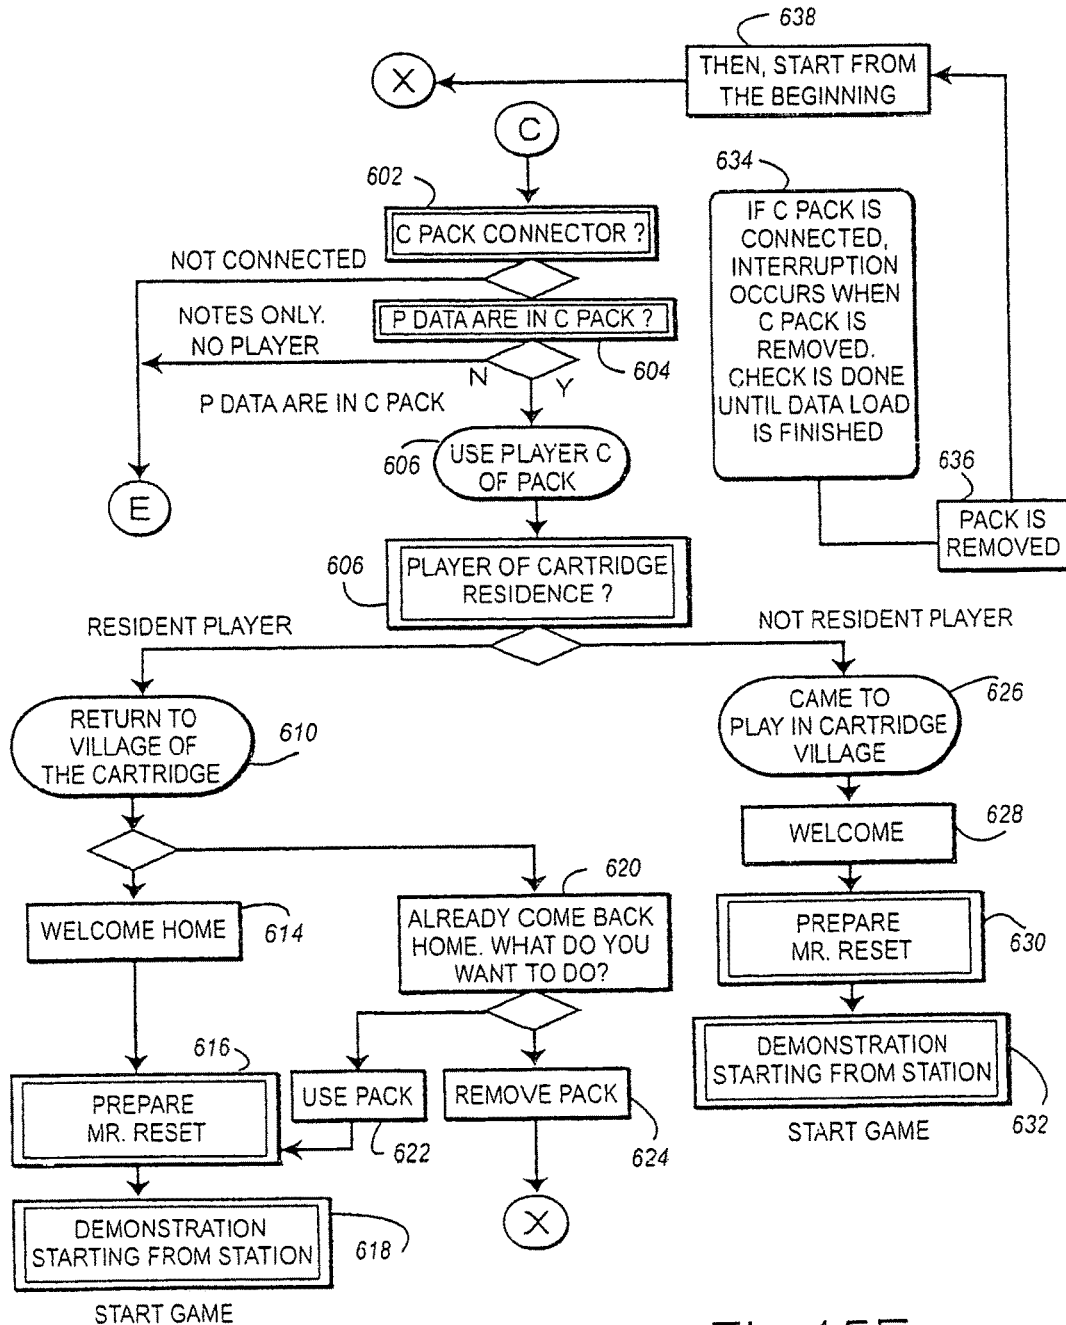 638
THEN, START FROM
THE BEGINNING
X
C
602
C PACK CONNECTOR ?
634
IF C PACK IS
CONNECTED,
INTERRUPTION
OCCURS WHEN
C PACK IS
REMOVED.
CHECK IS DONE
UNTIL DATA LOAD
IS FINISHED
NOT CONNECTED
P DATA ARE IN C PACK ?
604
NOTES ONLY.
NO PLAYER
N
Y
P DATA ARE IN C PACK
606
USE PLAYER C
OF PACK
E
636
PACK IS
REMOVED
606
PLAYER OF CARTRIDGE
RESIDENCE ?
RESIDENT PLAYER
NOT RESIDENT PLAYER
RETURN TO
VILLAGE OF
THE CARTRIDGE
610
CAME TO
PLAY IN CARTRIDGE
VILLAGE
626
WELCOME
628
WELCOME HOME
614
620
ALREADY COME BACK
HOME. WHAT DO YOU
WANT TO DO?
PREPARE
MR. RESET
630
616
PREPARE
MR. RESET
USE PACK
622
REMOVE PACK
624
DEMONSTRATION
STARTING FROM STATION
632
START GAME
X
DEMONSTRATION
STARTING FROM STATION
618
START GAME